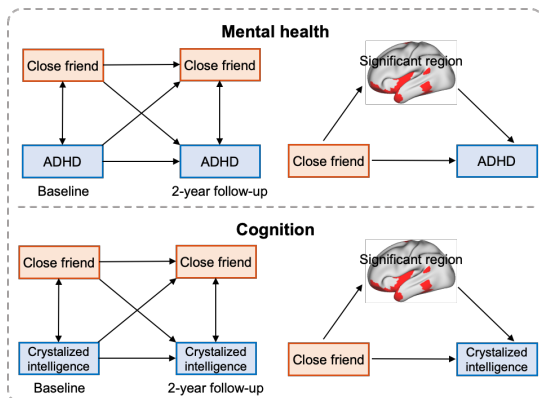 Mental health
Close friend Close friend Significant region
ADHD ADHD Close friend ADHD
Baseline 2-year follow-up
Cognition
Close friend Close friend Significant region
Crystalized Crystalized Close friend Crystalized
intelligence intelligence intelligence
Baseline 2-year follow-up